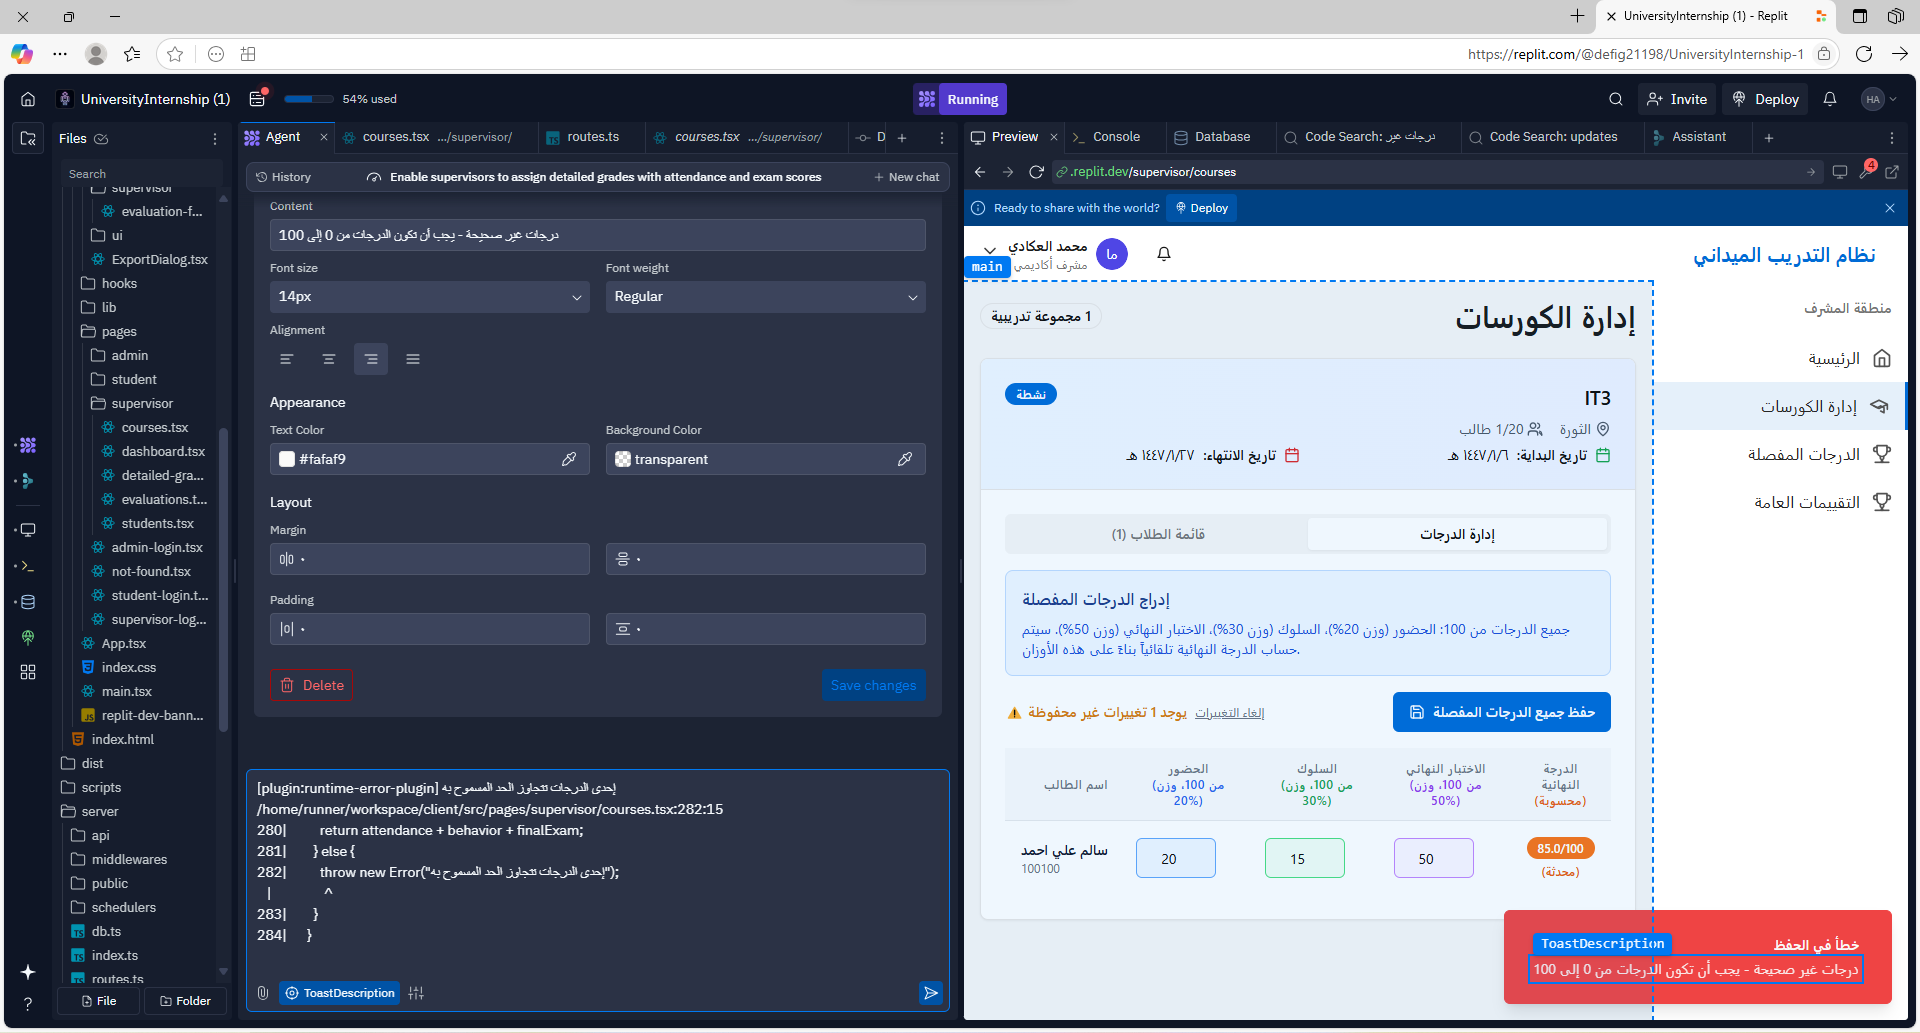 UniversityInternship (1) - Replit
https://replit.com/@defig21198/UniversityInternship-1
UniversityInternship (1)
54% used
Running
Invite
Deploy
HA
Files
Agent
courses.tsx .../supervisor/
routes.ts
courses.tsx .../supervisor/
D
Preview
Console
Database
Code Search: درجات غير
Code Search: updates
Assistant
Search
supervisor
evaluation-f...
ui
ExportDialog.tsx
hooks
lib
pages
admin
student
supervisor
courses.tsx
dashboard.tsx
detailed-gra...
evaluations.t...
students.tsx
admin-login.tsx
not-found.tsx
student-login.t...
supervisor-log...
App.tsx
index.css
main.tsx
replit-dev-bann...
index.html
dist
scripts
server
api
middlewares
public
schedulers
db.ts
index.ts
routes.ts
File
Folder
History
Enable supervisors to assign detailed grades with attendance and exam scores
New chat
Content
درجات غير صحيحة - يجب أن تكون الدرجات من 0 إلى 100
Font size
Font weight
14px
Regular
Alignment
Appearance
Text Color
Background Color
#fafaf9
transparent
Layout
Margin
Padding
Delete
Save changes
[plugin:runtime-error-plugin] إحدى الدرجات تتجاوز الحد المسموح به
/home/runner/workspace/client/src/pages/supervisor/courses.tsx:282:15
280| return attendance + behavior + finalExam;
281| } else {
282| throw new Error("إحدى الدرجات تتجاوز الحد المسموح به");
| ^
283| }
284| }
ToastDescription
.replit.dev/supervisor/courses
4
Ready to share with the world?
Deploy
نظام التدريب الميداني
محمد العكادي
مشرف أكاديمي
ما
main
منطقة المشرف
الرئيسية
إدارة الكورسات
الدرجات المفصلة
التقييمات العامة
إدارة الكورسات
1 مجموعة تدريبية
IT3
نشطة
الثورة
1/20 طالب
تاريخ البداية: ١٤٤٧/١/٦ هـ
تاريخ الانتهاء: ١٤٤٧/١/٢٧ هـ
إدارة الدرجات
قائمة الطلاب (1)
إدراج الدرجات المفصلة
جميع الدرجات من 100: الحضور (وزن 20%)، السلوك (وزن 30%)، الاختبار النهائي (وزن 50%). سيتم
حساب الدرجة النهائية تلقائياً بناءً على هذه الأوزان.
حفظ جميع الدرجات المفصلة
إلغاء التغييرات
يوجد 1 تغييرات غير محفوظة
اسم الطالب
الحضور
من 100، وزن)
(20%
السلوك
من 100، وزن)
(30%
الاختبار النهائي
من 100، وزن)
(50%
الدرجة
النهائية
(محسوبة)
سالم علي احمد
100100
20
15
50
85.0/100
(محدثة)
خطأ في الحفظ
ToastDescription
درجات غير صحيحة - يجب أن تكون الدرجات من 0 إلى 100